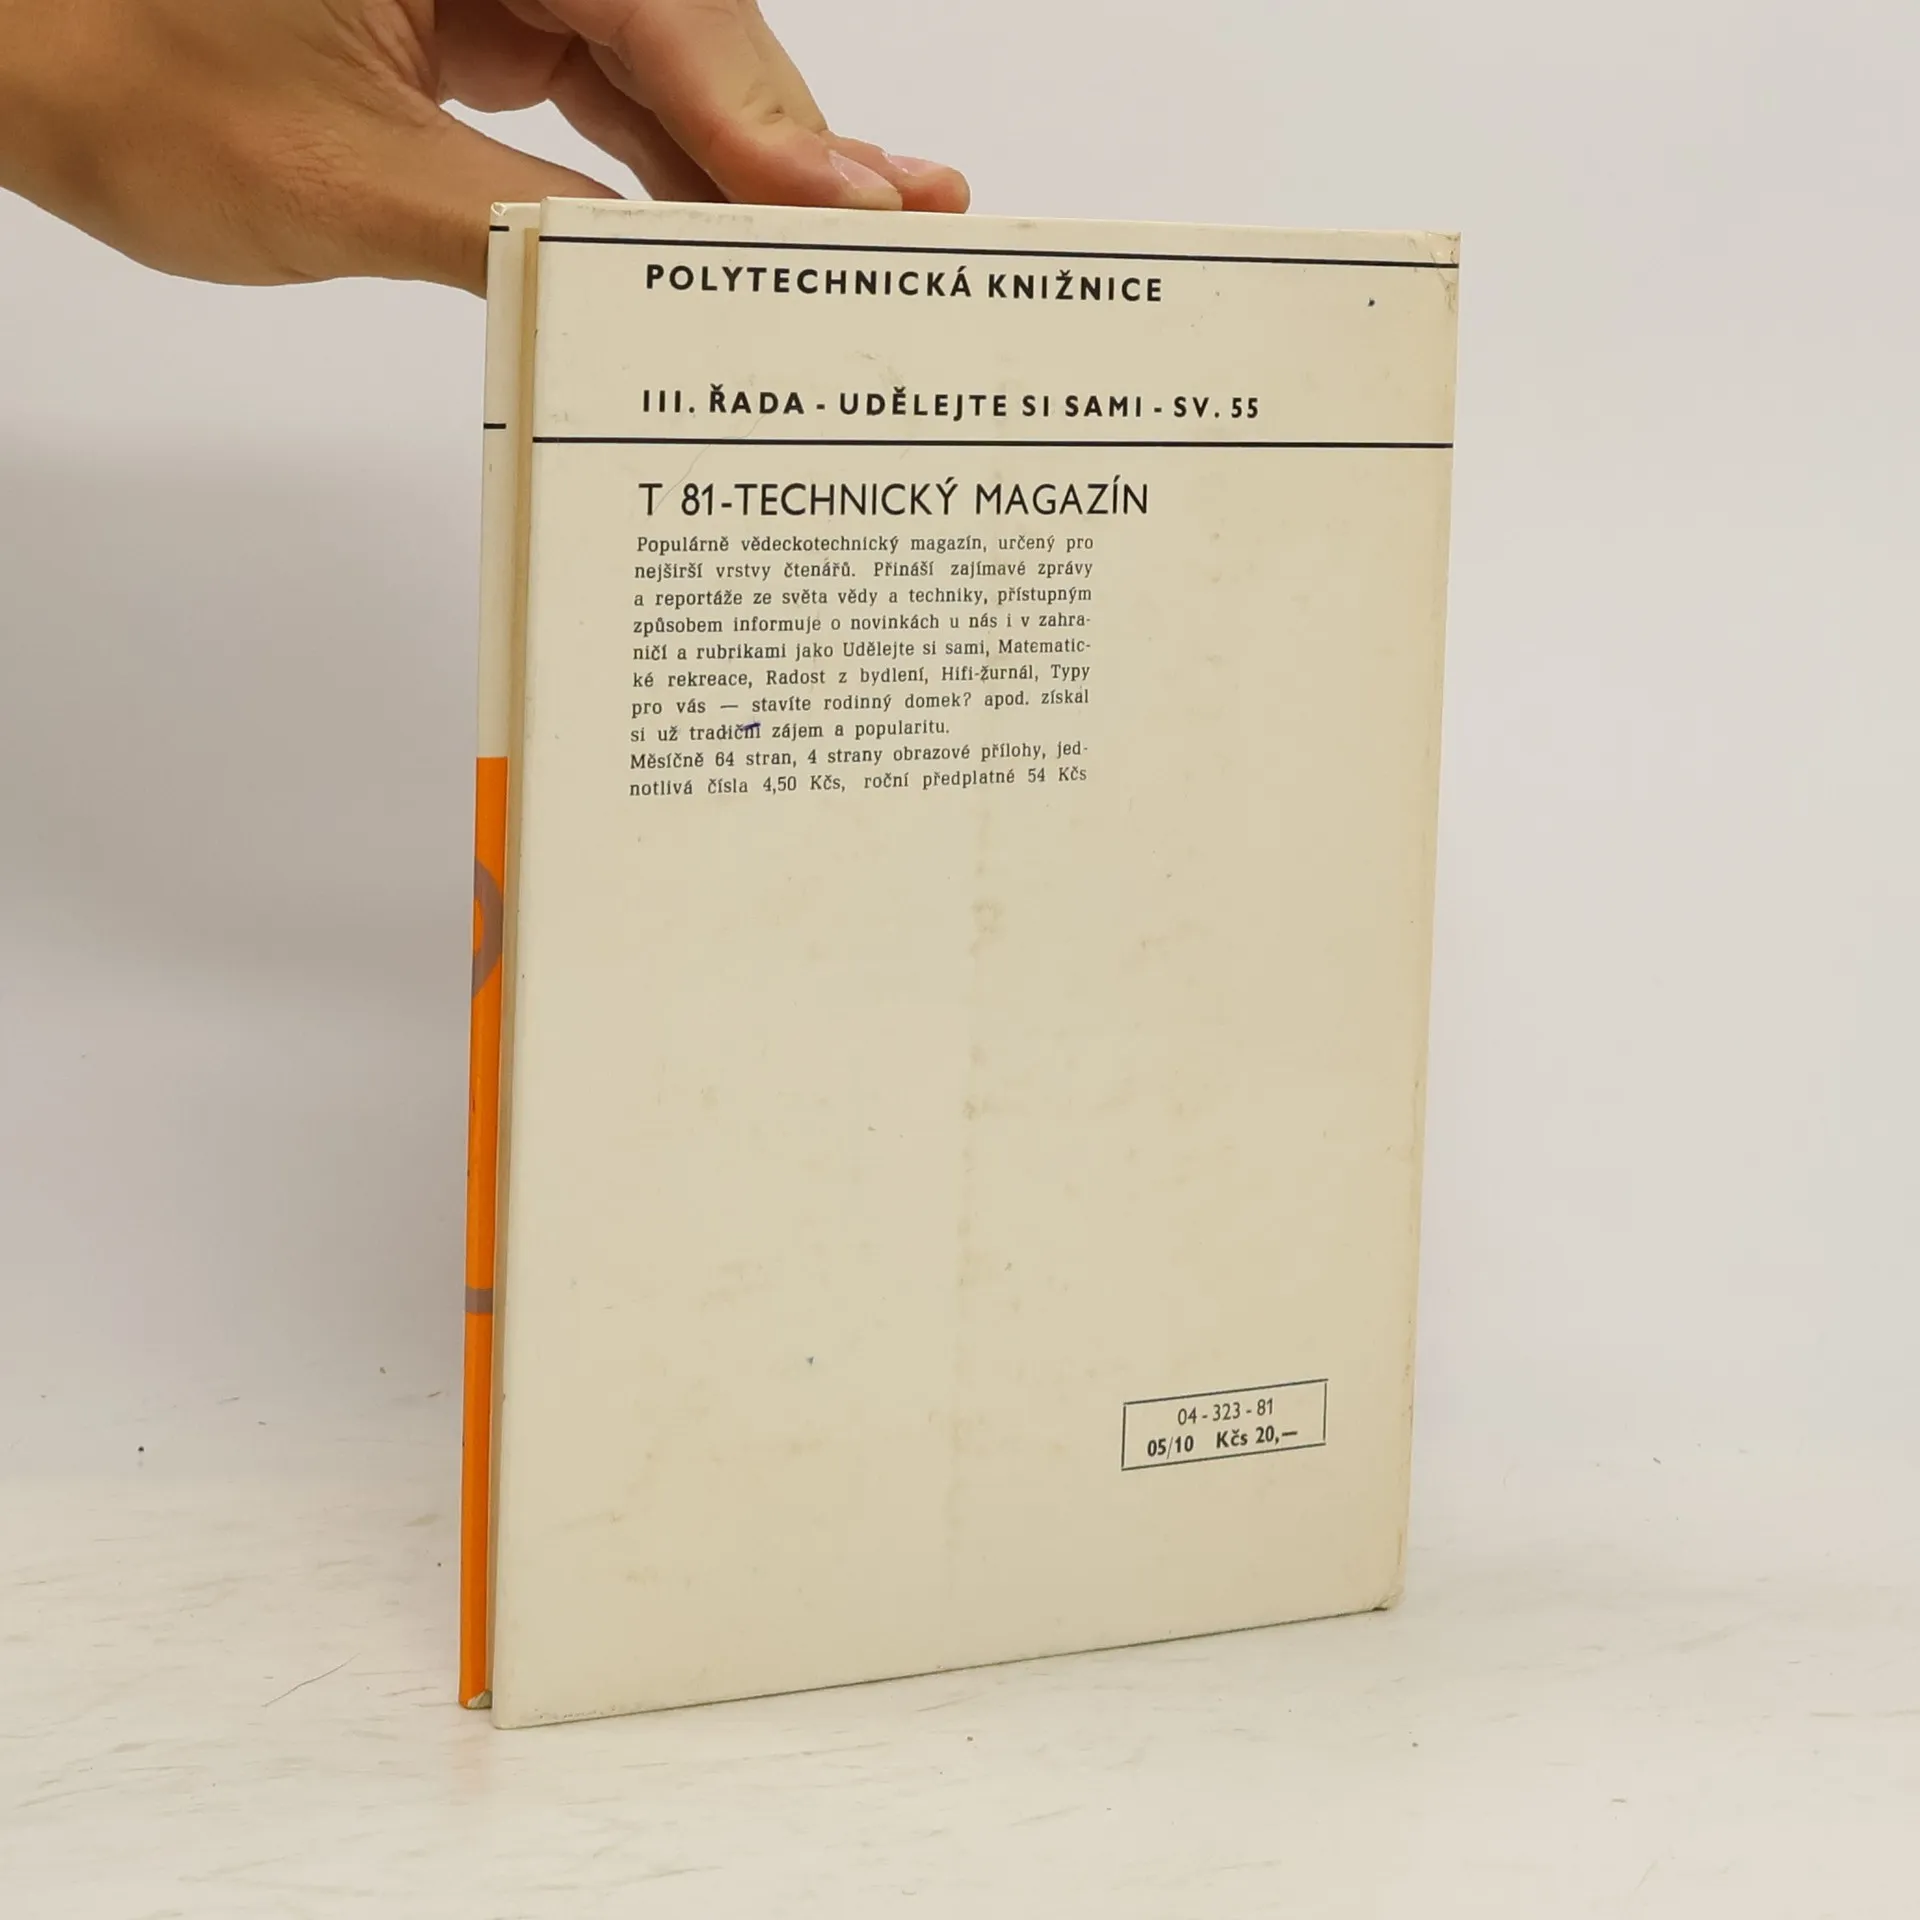 POLYTECHNICKÁ KNIŽNICE
III. ŘADA - UDĚLEJTE SI SAMI - SV. 55
T 81-TECHNICKÝ MAGAZÍN
Populárně vědeckotechnický magazín, určený pro
nejširší vrstvy čtenářů. Přináší zajímavé zprávy
a reportáže ze světa vědy a techniky, přístupným
způsobem informuje o novinkách u nás i v zahra-
ničí a rubrikami jako Udělejte si sami, Matematic-
ké rekreace, Radost z bydlení, Hifi-žurnál, Typy
pro vás — stavíte rodinný domek? apod. získal
si už tradiční zájem a popularitu.
Měsíčně 64 stran, 4 strany obrazové přílohy, jed-
notlivá čísla 4,50 Kčs, roční předplatné 54 Kčs
04 - 323 - 81
05/10 Kčs 20,—